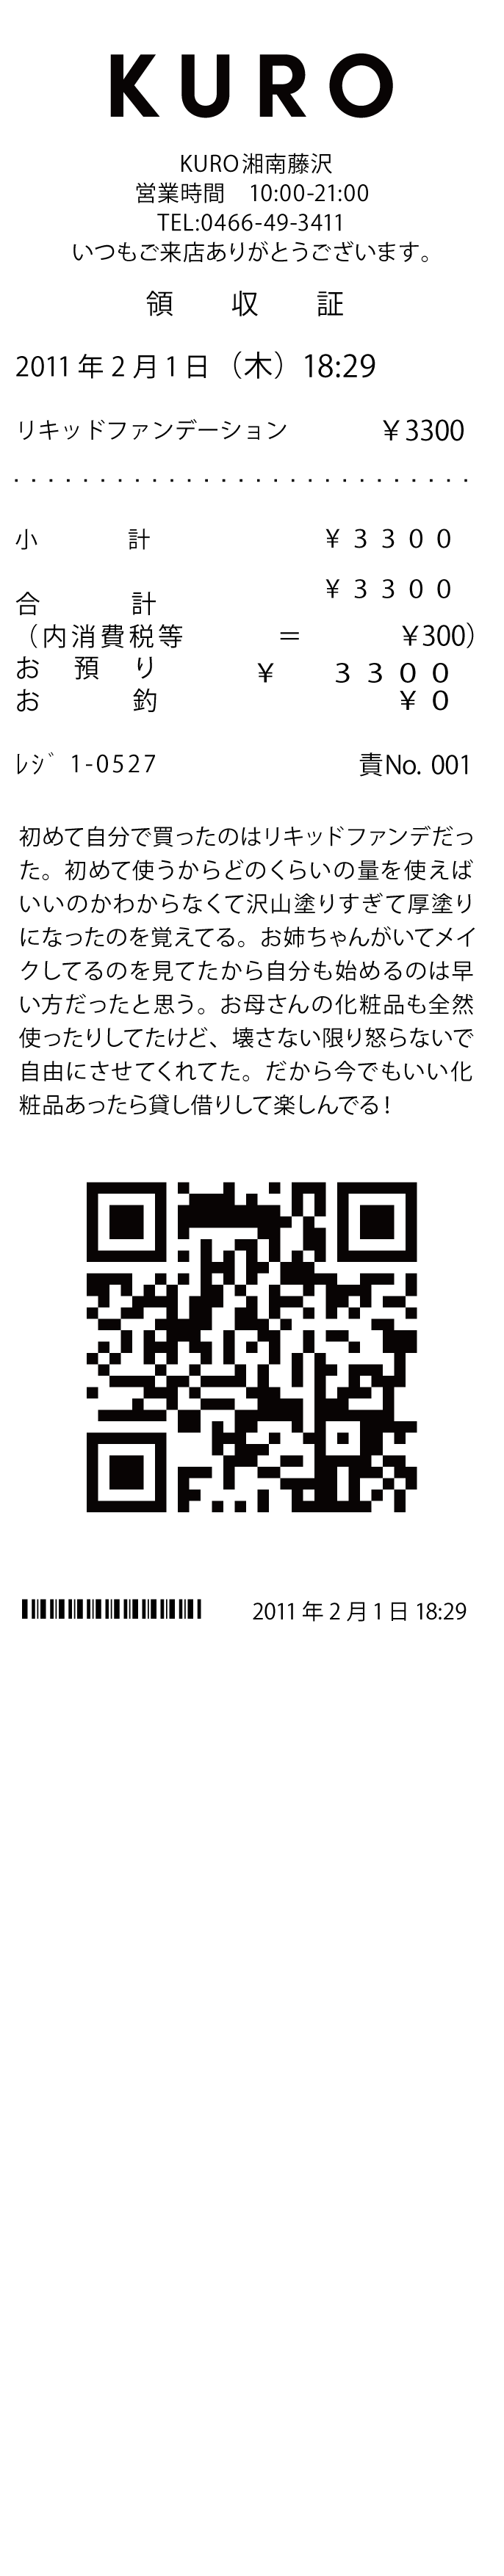 KURO
KURO湘南藤沢
営業時間　10:00-21:00
TEL:0466-49-3411
いつもご来店ありがとうございます。
領　収　証
2011年2月1日（木）18:29
リキッドファンデーション　¥3300
小　計　¥３３００
合　計　¥３３００
（内消費税等　＝　¥300）
お　預　り　¥　３３００
お　釣　¥０
ﾚｼﾞ 1-0527　責No. 001
初めて自分で買ったのはリキッドファンデだっ
た。初めて使うからどのくらいの量を使えば
いいのかわからなくて沢山塗りすぎて厚塗り
になったのを覚えてる。お姉ちゃんがいてメイ
クしてるのを見てたから自分も始めるのは早
い方だったと思う。お母さんの化粧品も全然
使ったりしてたけど、壊さない限り怒らないで
自由にさせてくれてた。だから今でもいい化
粧品あったら貸し借りして楽しんでる！
2011年2月1日 18:29